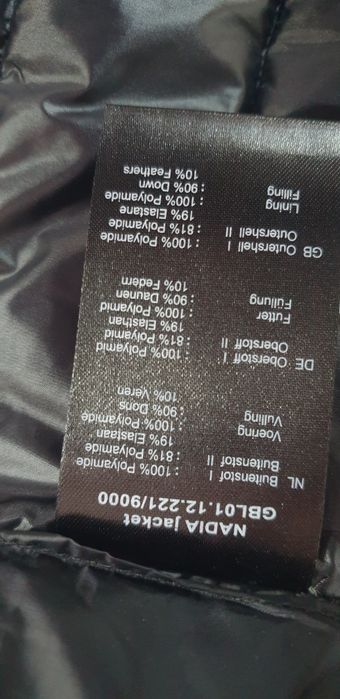 NADIA jacket
GBL01.12.221/9000
NL Buitenstof I : 100% Polyamide
Buitenstof II : 81% Polyamide
19% Elastaan
Voering : 100% Polyamide
Vulling : 90% Dons
10% Veren
DE Oberstoff I : 100% Polyamid
Oberstoff II : 81% Polyamid
19% Elasthan
Futter : 100% Polyamid
Füllung : 90% Daunen
10% Federn
GB Outershell I : 100% Polyamide
Outershell II : 81% Polyamide
19% Elastane
Lining : 100% Polyamide
Filling : 90% Down
10% Feathers